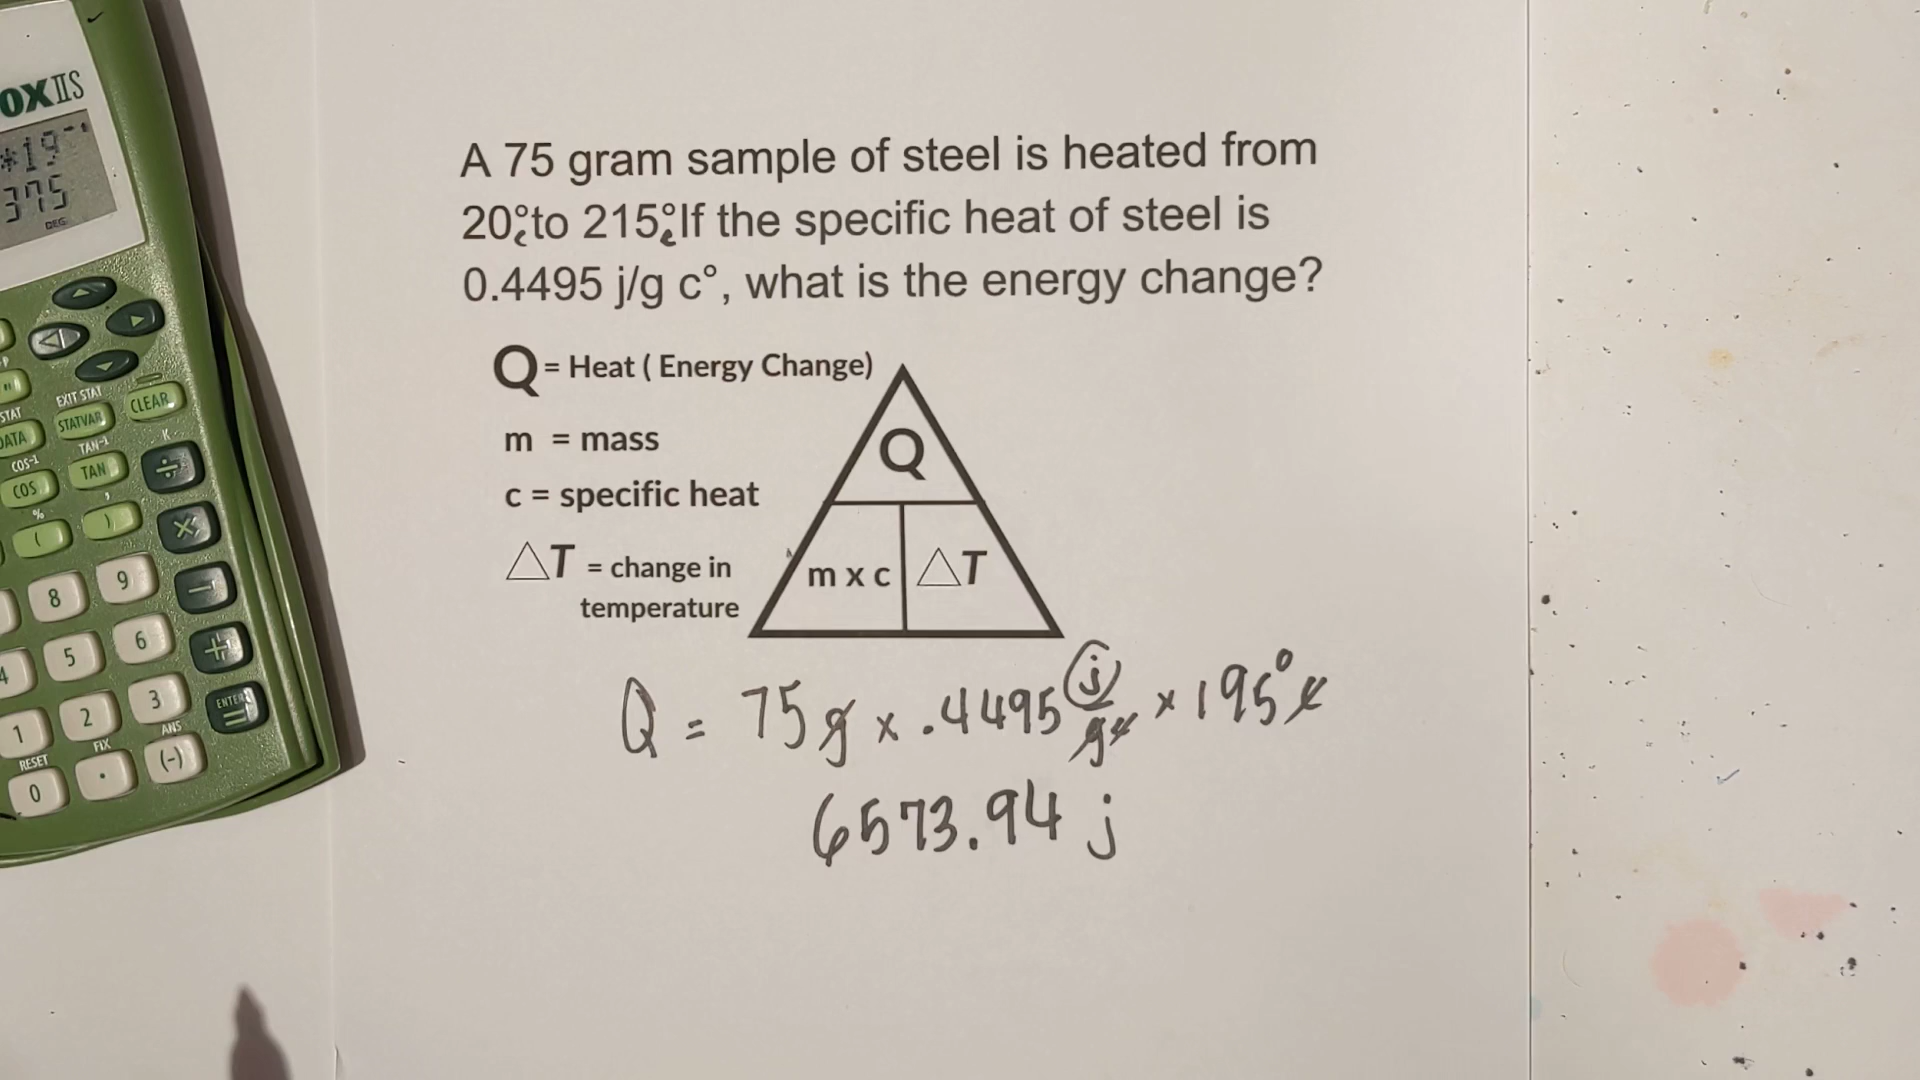 A 75 gram sample of steel is heated from
20°c to 215°c If the specific heat of steel is
0.4495 j/g c°, what is the energy change?
Q = Heat ( Energy Change)
m = mass
c = specific heat
△T = change in
temperature
Q
m x c △T
Q = 75g x .4495 j/g c x 195° c
6573.94 j
OX IIS
*19
375
DEG
EXIT STAT
STAT
DATA
STATVAR
CLEAR
COS-1
TAN-1
K
COS
TAN
÷
%
,
(
)
×
8
9
−
4
5
6
+
1
2
3
ENTER
=
RESET
FIX
ANS
0
.
(-)